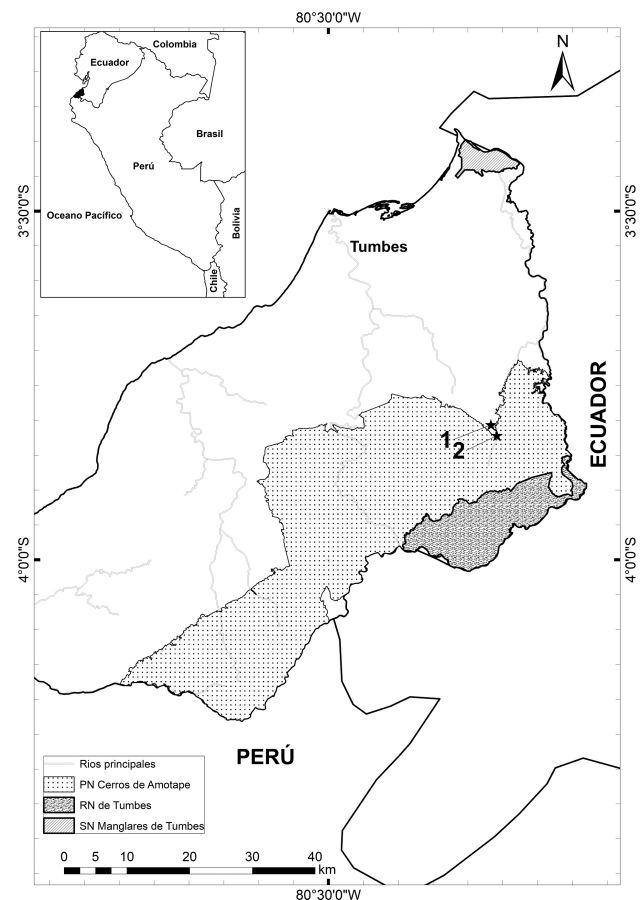 80°30'0"W
Colombia
Ecuador
Brasil
Perú
Oceano Pacífico
Bolivia
Chile
N
3°30'0"S
3°30'0"S
Tumbes
ECUADOR
1
2
4°0'0"S
4°0'0"S
PERÚ
Rios principales
PN Cerros de Amotape
RN de Tumbes
SN Manglares de Tumbes
0 5 10 20 30 40
km
80°30'0"W